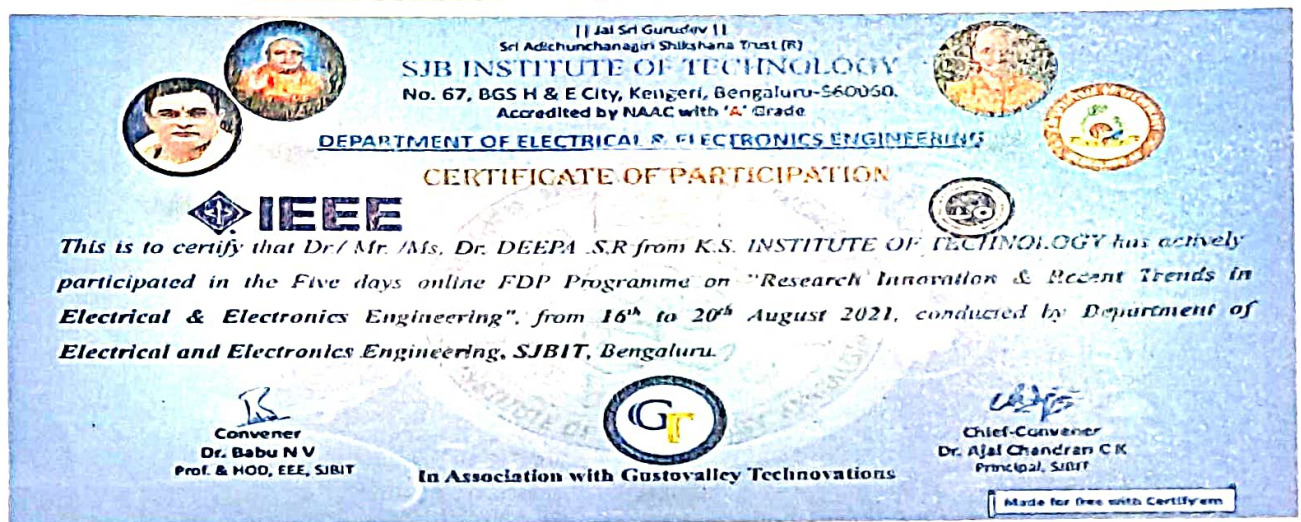 || Jai Sri Gurudev ||
Sri Adichunchanagiri Shikshana Trust (R)
SJB INSTITUTE OF TECHNOLOGY
No. 67, BGS H & E City, Kengeri, Bengaluru-560060.
Accredited by NAAC with 'A' Grade
DEPARTMENT OF ELECTRICAL & ELECTRONICS ENGINEERING
CERTIFICATE OF PARTICIPATION
IEEE
This is to certify that Dr./ Mr. /Ms. Dr. DEEPA .S.R from K.S. INSTITUTE OF TECHNOLOGY has actively
participated in the Five days online FDP Programme on "Research Innovation & Recent Trends in
Electrical & Electronics Engineering", from 16th to 20th August 2021, conducted by Department of
Electrical and Electronics Engineering, SJBIT, Bengaluru.
GT
Convener
Dr. Babu N V
Prof. & HOD, EEE, SJBIT
In Association with Gustovalley Technovations
Chief-Convener
Dr. Ajai Chandran C K
Principal, SJBIT
Made for free with Certify'em